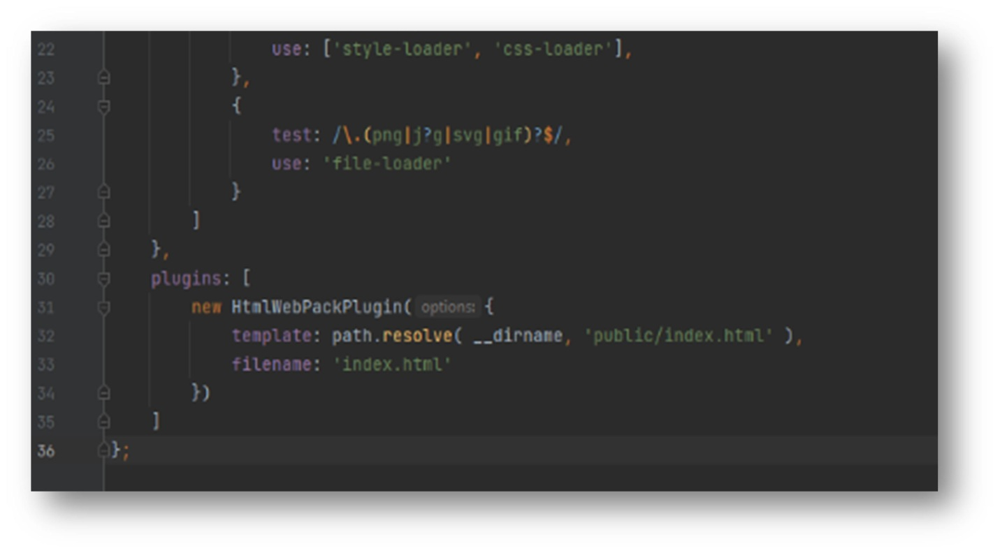 22 use: ['style-loader', 'css-loader'],
23 },
24 {
25 test: /\.(png|j?g|svg|gif)?$/,
26 use: 'file-loader'
27 }
28 ]
29 },
30 plugins: [
31 new HtmlWebPackPlugin( options: {
32 template: path.resolve( __dirname, 'public/index.html' ),
33 filename: 'index.html'
34 })
35 ]
36 };